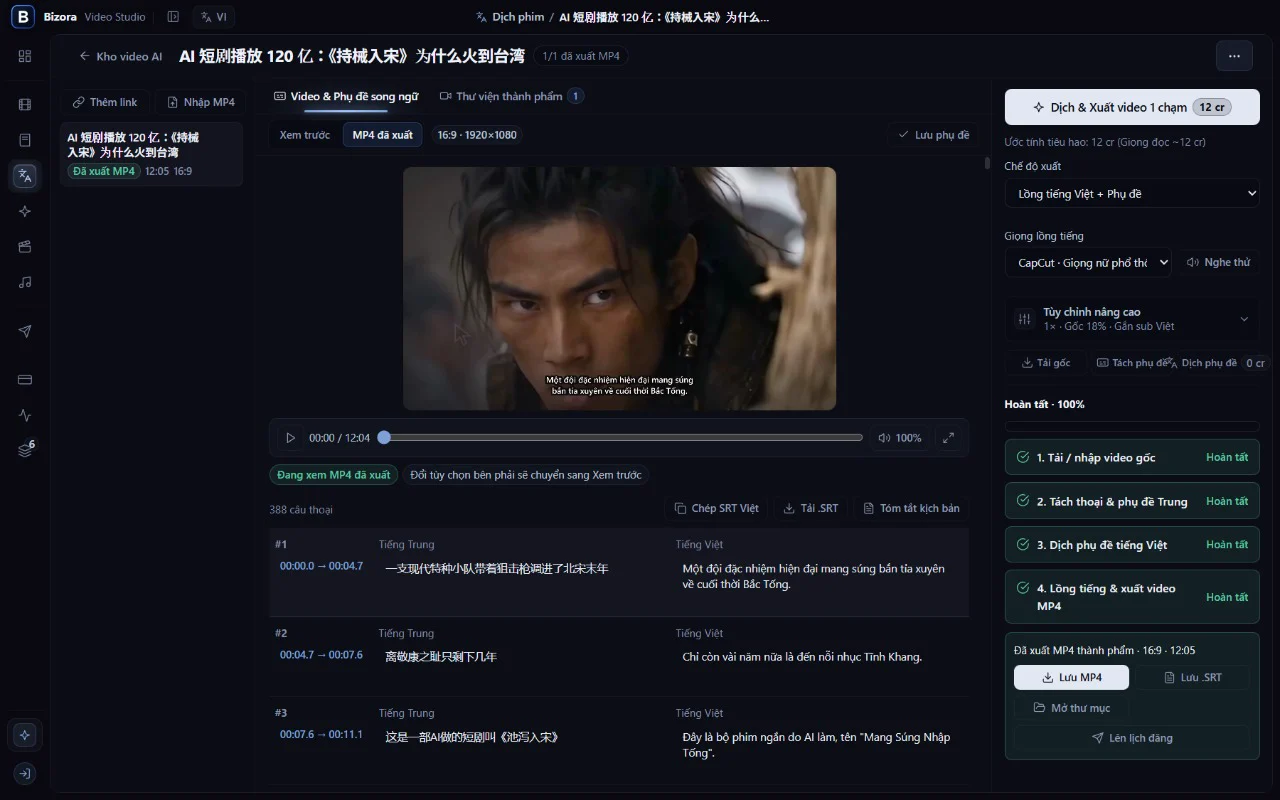 B Bizora Video Studio VI
Dịch phim / AI 短剧播放 120 亿：《持械入宋》为什么...
Kho video AI
AI 短剧播放 120 亿：《持械入宋》为什么火到台湾
1/1 đã xuất MP4
...
Thêm link
Nhập MP4
AI 短剧播放 120 亿：《持械
入宋》为什么火到台湾
Đã xuất MP4 12:05 16:9
6
Video & Phụ đề song ngữ
Thư viện thành phẩm 1
Xem trước
MP4 đã xuất
16:9 · 1920×1080
Lưu phụ đề
Một đội đặc nhiệm hiện đại mang súng
bắn tỉa xuyên về cuối thời Bắc Tống.
00:00 / 12:04
100%
Đang xem MP4 đã xuất
Đổi tùy chọn bên phải sẽ chuyển sang Xem trước
388 câu thoại
Chép SRT Việt
Tải .SRT
Tóm tắt kịch bản
#1
Tiếng Trung
Tiếng Việt
00:00.0 → 00:04.7
一支现代特种小队带着狙击枪调进了北宋末年
Một đội đặc nhiệm hiện đại mang súng bắn tỉa xuyên
về cuối thời Bắc Tống.
#2
Tiếng Trung
Tiếng Việt
00:04.7 → 00:07.6
离敬康之耻只剩下几年
Chỉ còn vài năm nữa là đến nỗi nhục Tĩnh Khang.
#3
Tiếng Trung
Tiếng Việt
00:07.6 → 00:11.1
这是一部AI做的短剧叫《池泻入宋》
Đây là bộ phim ngắn do AI làm, tên "Mang Súng Nhập
Tống".
Dịch & Xuất video 1 chạm 12 cr
Ước tính tiêu hao: 12 cr (Giọng đọc ~12 cr)
Chế độ xuất
Lồng tiếng Việt + Phụ đề
Giọng lồng tiếng
CapCut · Giọng nữ phổ thô
Nghe thử
Tùy chỉnh nâng cao
1× · Gốc 18% · Gắn sub Việt
Tải gốc
Tách phụ đề
Dịch phụ đề 0 cr
Hoàn tất · 100%
1. Tải / nhập video gốc Hoàn tất
2. Tách thoại & phụ đề Trung Hoàn tất
3. Dịch phụ đề tiếng Việt Hoàn tất
4. Lồng tiếng & xuất video
MP4
Hoàn tất
Đã xuất MP4 thành phẩm · 16:9 · 12:05
Lưu MP4
Lưu .SRT
Mở thư mục
Lên lịch đăng